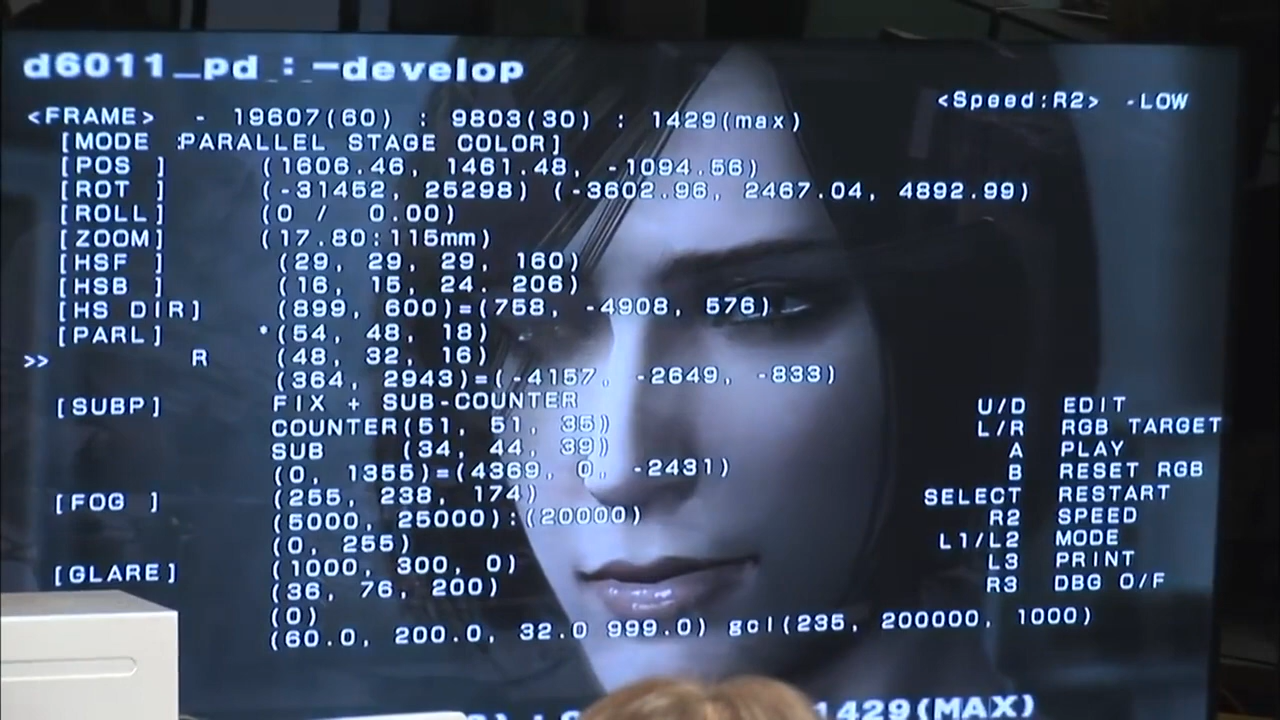 d6011_pd : -develop
<Speed:R2> -LOW
<FRAME> - 19607(60) : 9803(30) : 1429(max)
[MODE :PARALLEL STAGE COLOR]
[POS ] (1606.46, 1461.48, -1094.56)
[ROT ] (-31452, 25298) (-3602.96, 2467.04, 4892.99)
[ROLL] (0 / 0.00)
[ZOOM] (17.80:115mm)
[HSF ] (29, 29, 29, 160)
[HSB ] (16, 15, 24. 206)
[HS DIR] (899, 600)=(758, -4908, 576)
[PARL] *(54, 48, 18)
>> R (48, 32, 16)
(364, 2943)=(-4157, -2649, -833)
[SUBP] FIX + SUB-COUNTER
COUNTER(51, 51, 35)
SUB (34, 44, 39)
(0, 1355)=(4369, 0, -2431)
[FOG ] (255, 238, 174)
(5000, 25000):(20000)
(0, 255)
[GLARE] (1000, 300, 0)
(36, 76, 200)
(0)
(60.0, 200.0, 32.0 999.0) gcl(235, 200000, 1000)
U/D EDIT
L/R RGB TARGET
A PLAY
B RESET RGB
SELECT RESTART
R2 SPEED
L1/L2 MODE
L3 PRINT
R3 DBG O/F
1429(MAX)